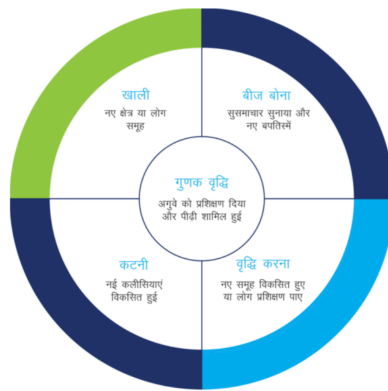 खाली
नए क्षेत्र या लोग
समूह
बीज बोना
सुसमाचार सुनाया और
नए बपतिस्में
गुणक वृद्धि
अगुवे को प्रशिक्षण दिया
और पीढ़ी शामिल हुई
कटनी
नई कलीसियाएं
विकसित हुई
वृद्धि करना
नए समूह विकसित हुए
या लोग प्रशिक्षण पाए